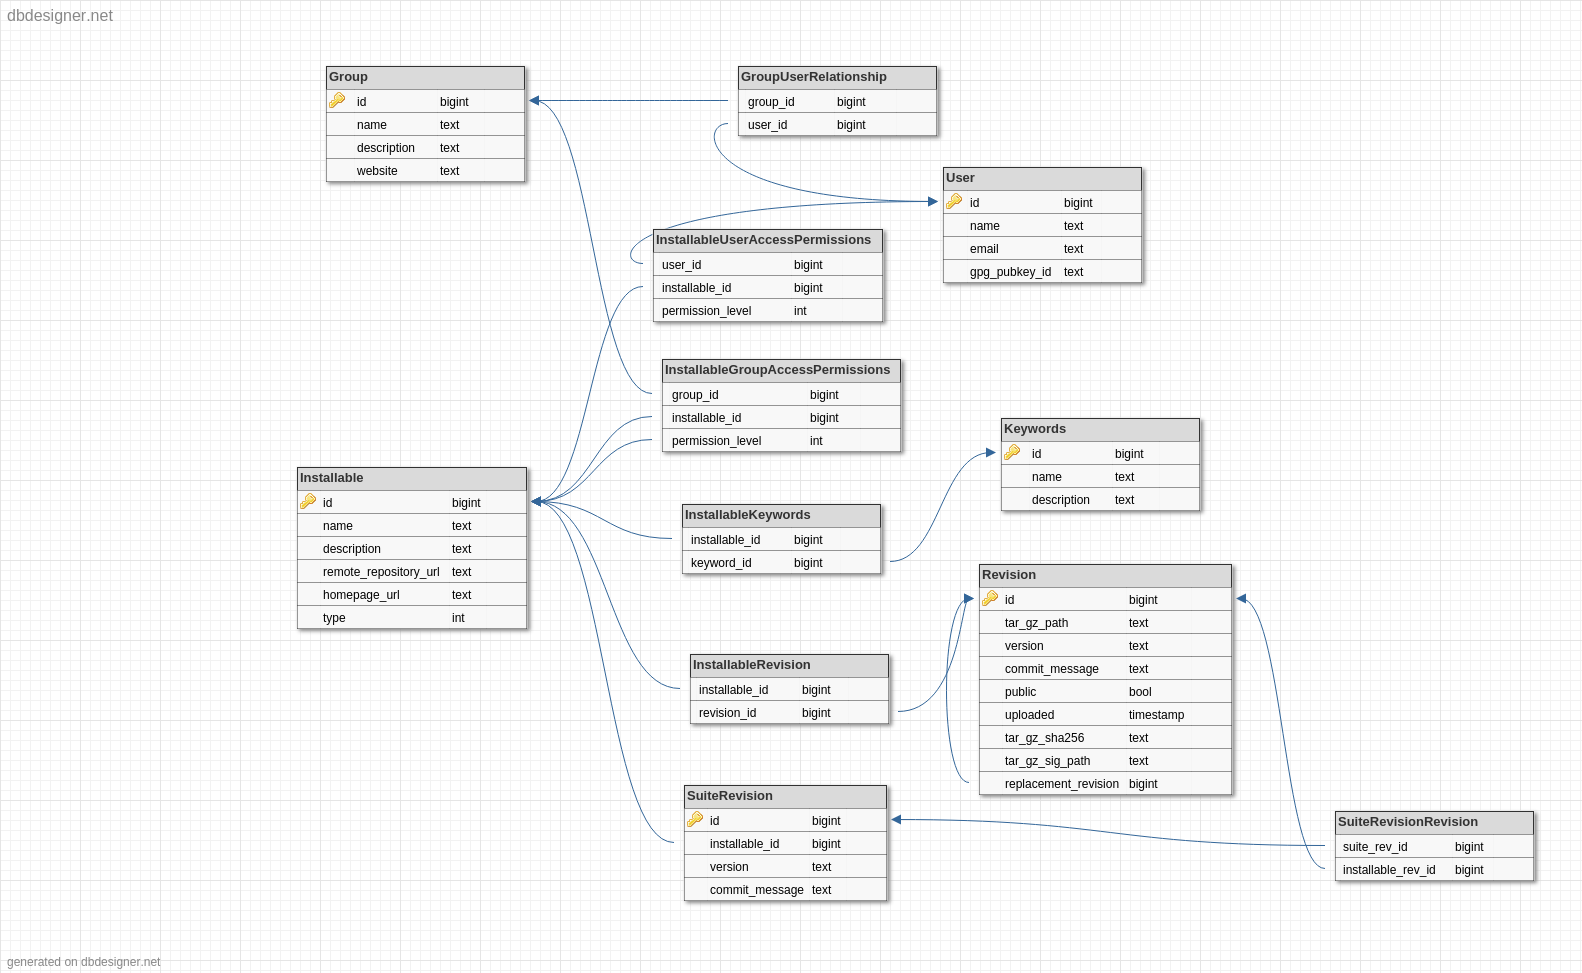 dbdesigner.net
Group
id bigint
name text
description text
website text
GroupUserRelationship
group_id bigint
user_id bigint
User
id bigint
name text
email text
gpg_pubkey_id text
InstallableUserAccessPermissions
user_id bigint
installable_id bigint
permission_level int
InstallableGroupAccessPermissions
group_id bigint
installable_id bigint
permission_level int
Keywords
id bigint
name text
description text
Installable
id bigint
name text
description text
remote_repository_url text
homepage_url text
type int
InstallableKeywords
installable_id bigint
keyword_id bigint
Revision
id bigint
tar_gz_path text
version text
commit_message text
public bool
uploaded timestamp
tar_gz_sha256 text
tar_gz_sig_path text
replacement_revision bigint
InstallableRevision
installable_id bigint
revision_id bigint
SuiteRevision
id bigint
installable_id bigint
version text
commit_message text
SuiteRevisionRevision
suite_rev_id bigint
installable_rev_id bigint
generated on dbdesigner.net